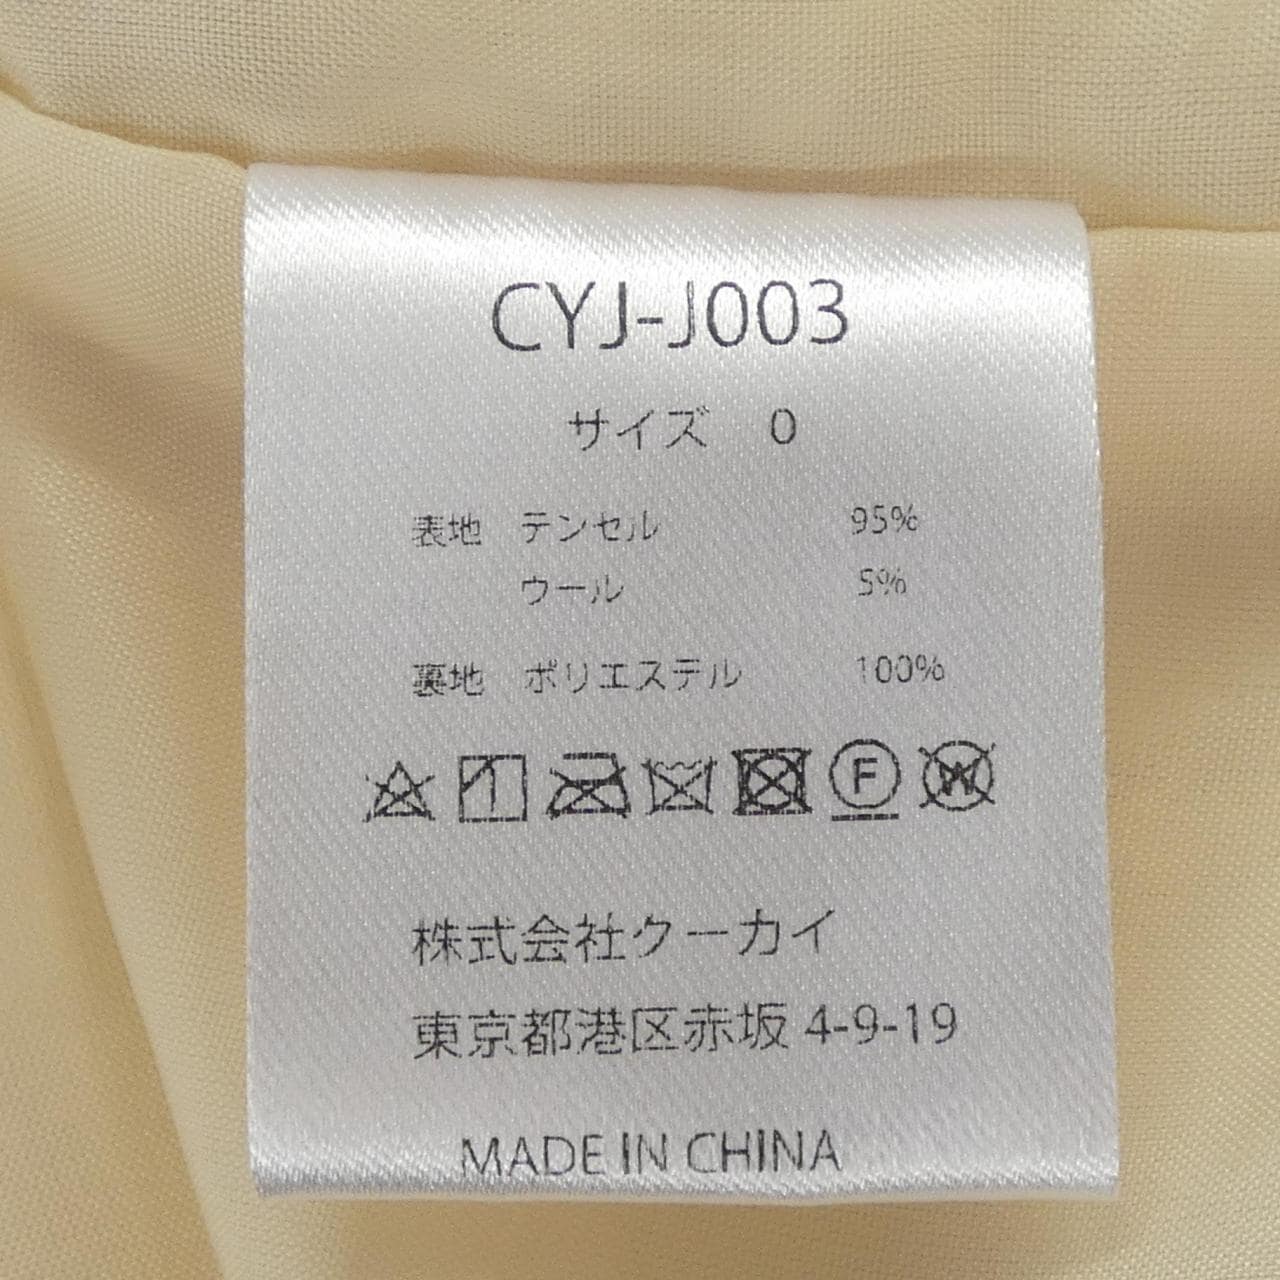 CYJ-J003
サイズ 0
表地 テンセル 95%
ウール 5%
裏地 ポリエステル 100%
F W
株式会社クーカイ
東京都港区赤坂 4-9-19
MADE IN CHINA